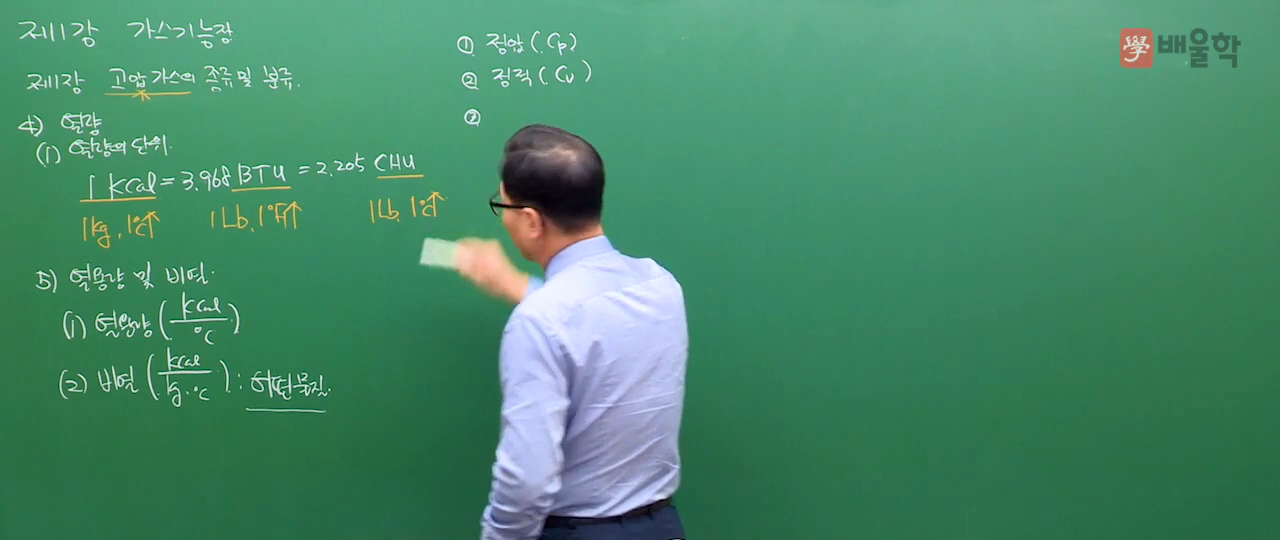 제1강 가스기능장
제1장 고압가스의 종류 및 분류.
4) 열량
(1) 열량의 단위.
1 kcal = 3.968 BTU = 2.205 CHU
1kg, 1℃↑ 1Lb, 1℉↑ 1Lb, 1℃↑
5) 열용량 및 비열.
(1) 열용량 (kcal/℃)
(2) 비열 (kcal/kg·℃) : 어떤물질.
① 정압 (Cp)
② 정적 (Cv)
③
學 배울학